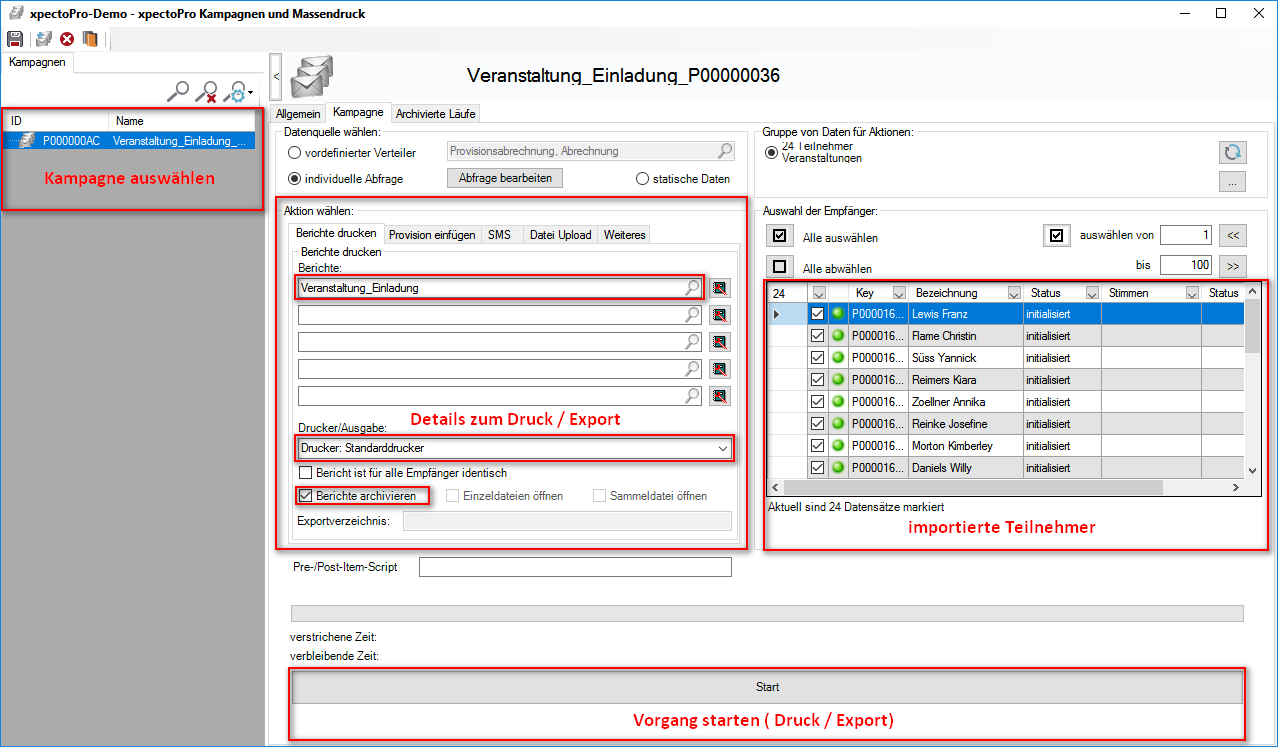 xpectoPro-Demo - xpectoPro Kampagnen und Massendruck
Kampagnen
ID Name
P000000AC Veranstaltung_Einladung_...
Kampagne auswählen
<
Veranstaltung_Einladung_P00000036
Allgemein Kampagne Archivierte Läufe
Datenquelle wählen:
vordefinierter Verteiler Provisionsabrechnung, Abrechnung
individuelle Abfrage Abfrage bearbeiten statische Daten
Gruppe von Daten für Aktionen:
24 Teilnehmer
Veranstaltungen
...
Aktion wählen:
Berichte drucken Provision einfügen SMS Datei Upload Weiteres
Berichte drucken
Berichte:
Veranstaltung_Einladung
Details zum Druck / Export
Drucker/Ausgabe:
Drucker: Standarddrucker
Bericht ist für alle Empfänger identisch
Berichte archivieren Einzeldateien öffnen Sammeldatei öffnen
Exportverzeichnis:
Auswahl der Empfänger:
Alle auswählen auswählen von 1 <<
Alle abwählen bis 100 >>
24 Key Bezeichnung Status Stimmen Status
P000016... Lewis Franz initialisiert
P000016... Flame Christin initialisiert
P000016... Süss Yannick initialisiert
P000016... Reimers Kiara initialisiert
P000016... Zoellner Annika initialisiert
P000016... Reinke Josefine initialisiert
P000016... Morton Kimberley initialisiert
P000016... Daniels Willy initialisiert
Aktuell sind 24 Datensätze markiert
importierte Teilnehmer
Pre-/Post-Item-Script
verstrichene Zeit:
verbleibende Zeit:
Start
Vorgang starten ( Druck / Export)